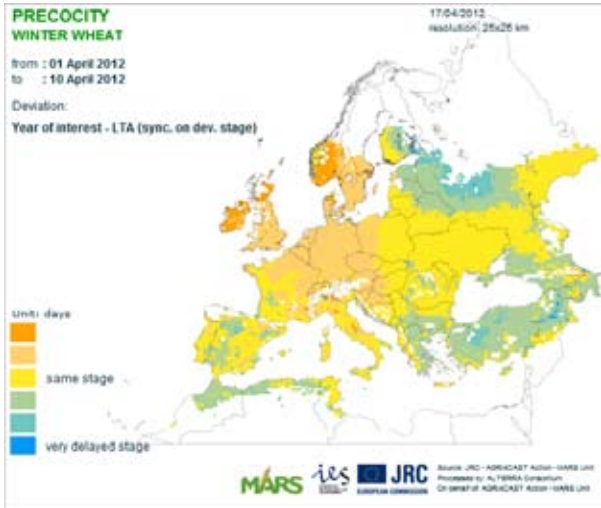 PRECOCITY
WINTER WHEAT
17/04/2012
resolution: 25x25 km
from : 01 April 2012
to : 10 April 2012
Deviation:
Year of interest - LTA (sync. on dev. stage)
Unit: days
same stage
very delayed stage
MARS
ies
JRC
EUROPEAN COMMISSION
Source: JRC - AGRI4CAST Action - MARS Unit
Processed by: ALTERRA Consortium
On behalf of: AGRI4CAST Action - MARS Unit